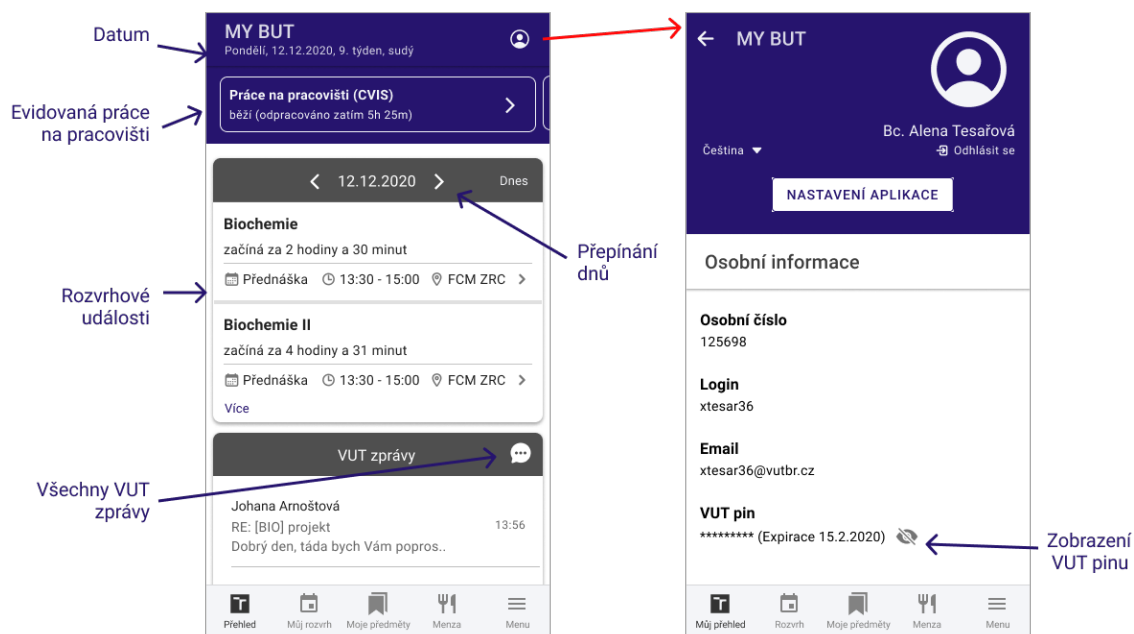 Datum
Evidovaná práce
na pracovišti
Rozvrhové
události
Všechny VUT
zprávy
MY BUT
Pondělí, 12.12.2020, 9. týden, sudý
Práce na pracovišti (CVIS)
běží (odpracováno zatím 5h 25m)
12.12.2020
Dnes
Biochemie
začíná za 2 hodiny a 30 minut
Přednáška 13:30 - 15:00 FCM ZRC
Biochemie II
začíná za 4 hodiny a 31 minut
Přednáška 13:30 - 15:00 FCM ZRC
Více
VUT zprávy
Johana Arnoštová
RE: [BIO] projekt 13:56
Dobrý den, táda bych Vám popros..
Přehled Můj rozvrh Moje předměty Menza Menu
Přepínání
dnů
MY BUT
Bc. Alena Tesařová
Čeština Odhlásit se
NASTAVENÍ APLIKACE
Osobní informace
Osobní číslo
125698
Login
xtesar36
Email
xtesar36@vutbr.cz
VUT pin
********* (Expirace 15.2.2020)
Můj přehled Rozvrh Moje předměty Menza Menu
Zobrazení
VUT pinu